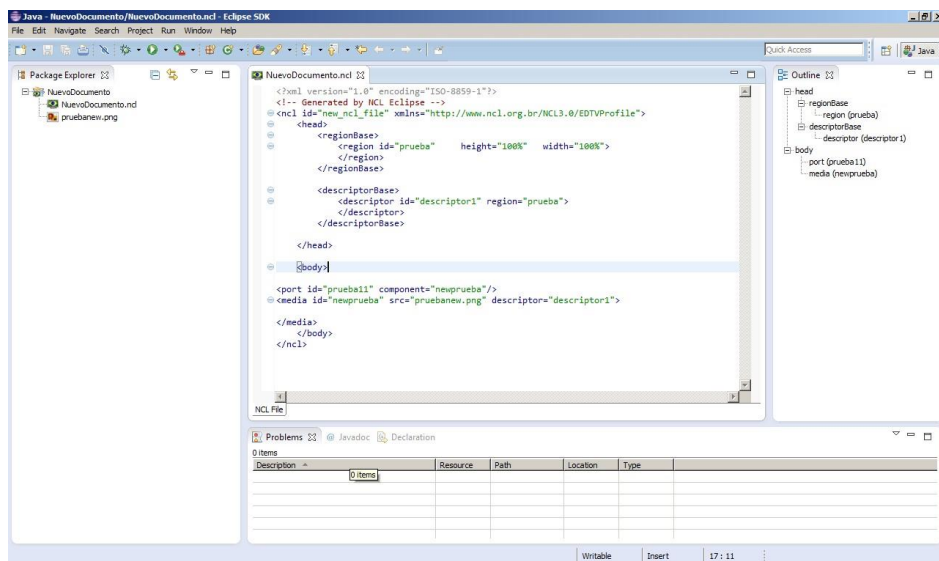 Java - NuevoDocumento/NuevoDocumento.ncl - Eclipse SDK
File Edit Navigate Search Project Run Window Help
Quick Access
Java
Package Explorer
NuevoDocumento
NuevoDocumento.ncl
pruebanew.png
NuevoDocumento.ncl
<?xml version="1.0" encoding="ISO-8859-1"?>
<!-- Generated by NCL Eclipse -->
<ncl id="new_ncl_file" xmlns="http://www.ncl.org.br/NCL3.0/EDTVProfile">
<head>
<regionBase>
<region id="prueba" height="100%" width="100%">
</region>
</regionBase>
<descriptorBase>
<descriptor id="descriptor1" region="prueba">
</descriptor>
</descriptorBase>
</head>
<body>
<port id="prueba11" component="newprueba"/>
<media id="newprueba" src="pruebanew.png" descriptor="descriptor1">
</media>
</body>
</ncl>
NCL File
Outline
head
regionBase
region (prueba)
descriptorBase
descriptor (descriptor1)
body
port (prueba11)
media (newprueba)
Problems @ Javadoc Declaration
0 items
Description Resource Path Location Type
0 items
Writable Insert 17 : 11